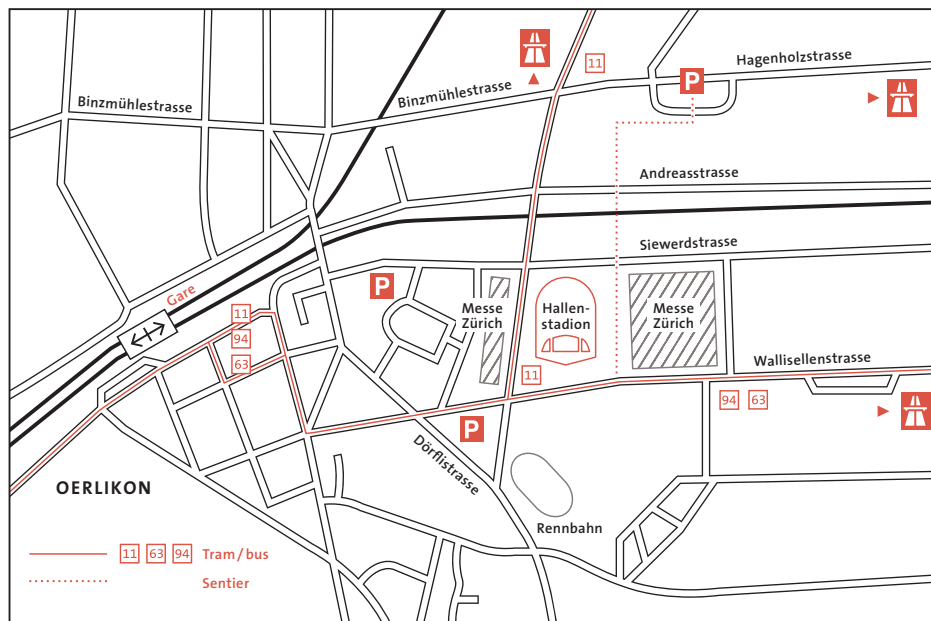 11
Hagenholzstrasse
Binzmühlestrasse
P
Binzmühlestrasse
Andreasstrasse
Siewerdstrasse
Gare
P
11
94
63
Messe
Zürich
Hallen-
stadion
Messe
Zürich
Wallisellenstrasse
11
94 63
P
Dörflistrasse
OERLIKON
Rennbahn
11 63 94 Tram / bus
Sentier